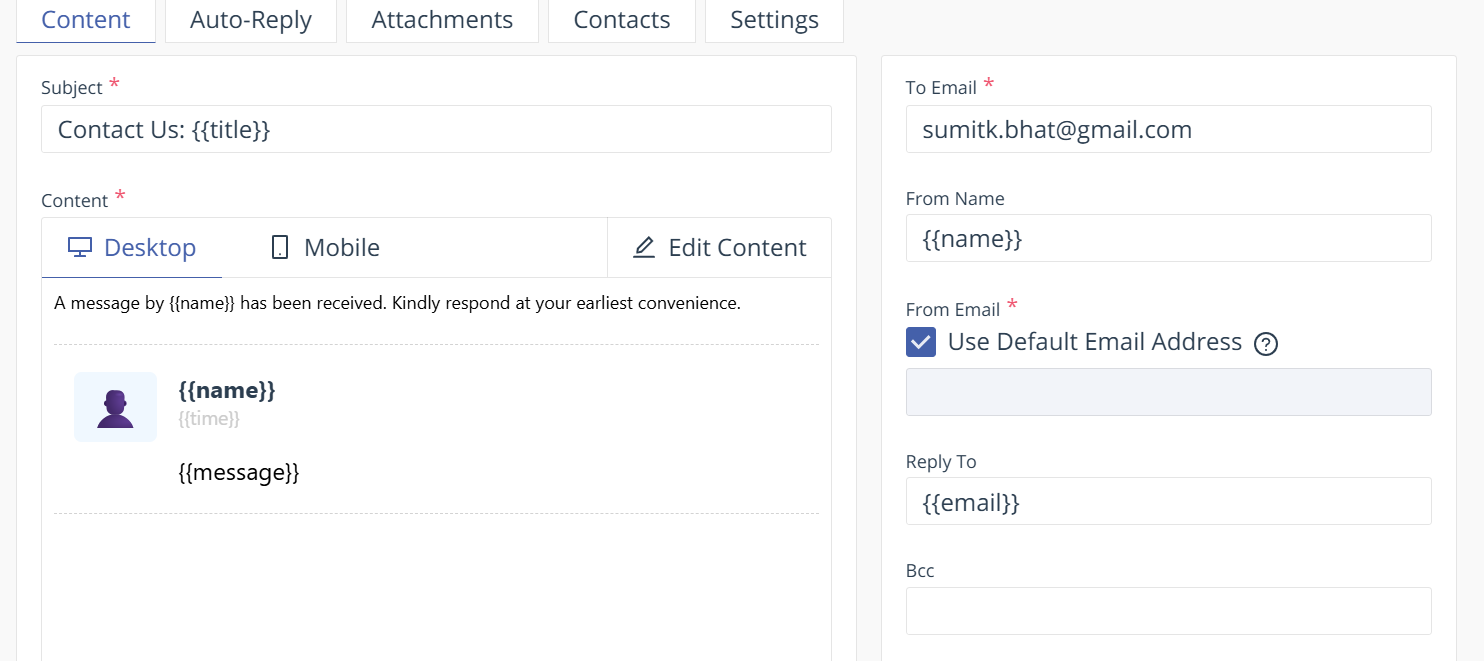 Content Auto-Reply Attachments Contacts Settings
Subject *
Contact Us: {{title}}
Content *
Desktop Mobile Edit Content
A message by {{name}} has been received. Kindly respond at your earliest convenience.
{{name}}
{{time}}
{{message}}
To Email *
sumitk.bhat@gmail.com
From Name
{{name}}
From Email *
Use Default Email Address ?
Reply To
{{email}}
Bcc